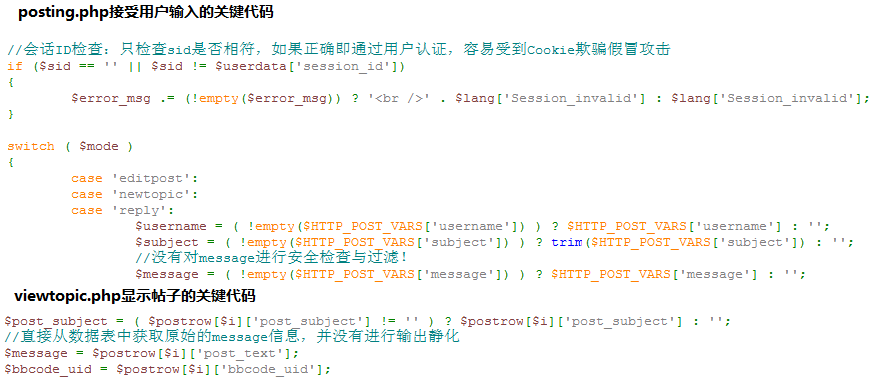 posting.php接受用户输入的关键代码
//会话ID检查：只检查sid是否相符，如果正确即通过用户认证，容易受到Cookie欺骗假冒攻击
if ($sid == '' || $sid != $userdata['session_id'])
{
$error_msg .= (!empty($error_msg)) ? '<br />' . $lang['Session_invalid'] : $lang['Session_invalid'];
}
switch ( $mode )
{
case 'editpost':
case 'newtopic':
case 'reply':
$username = ( !empty($HTTP_POST_VARS['username']) ) ? $HTTP_POST_VARS['username'] : '';
$subject = ( !empty($HTTP_POST_VARS['subject']) ) ? trim($HTTP_POST_VARS['subject']) : '';
//没有对message进行安全检查与过滤！
$message = ( !empty($HTTP_POST_VARS['message']) ) ? $HTTP_POST_VARS['message'] : '';
viewtopic.php显示帖子的关键代码
$post_subject = ( $postrow[$i]['post_subject'] != '' ) ? $postrow[$i]['post_subject'] : '';
//直接从数据表中获取原始的message信息，并没有进行输出静化
$message = $postrow[$i]['post_text'];
$bbcode_uid = $postrow[$i]['bbcode_uid'];